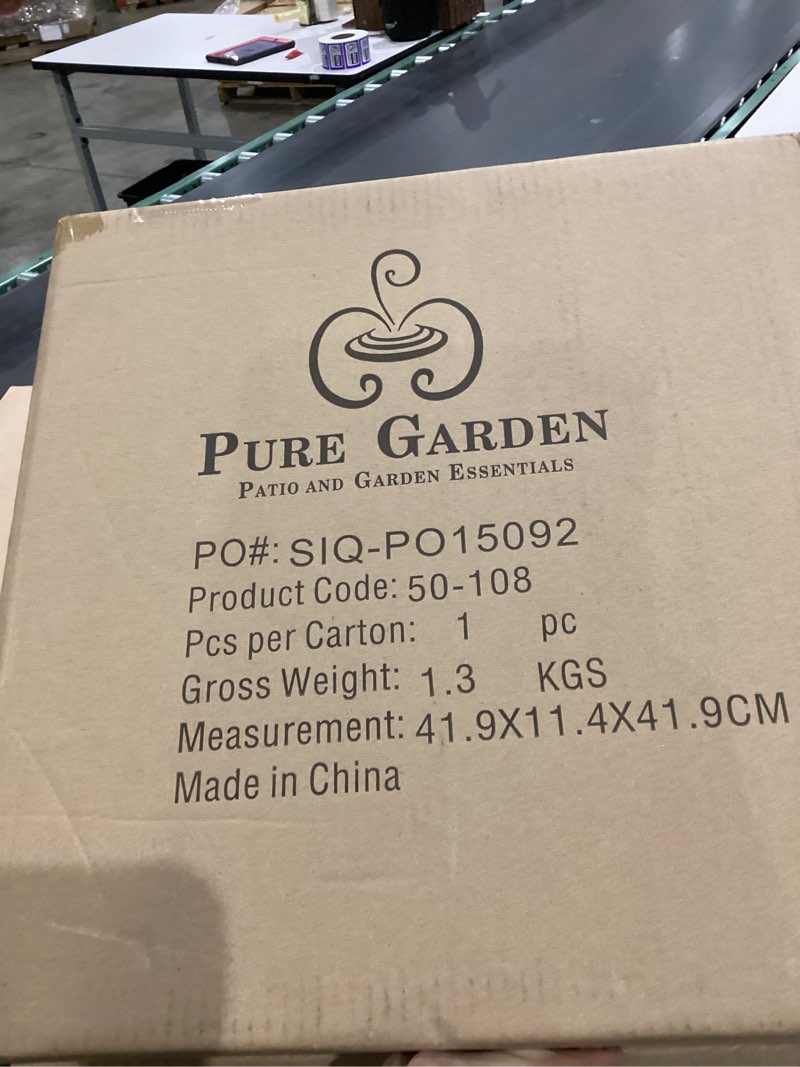 PURE GARDEN
PATIO AND GARDEN ESSENTIALS
PO#: SIQ-PO15092
Product Code: 50-108
Pcs per Carton: 1 pc
Gross Weight: 1.3 KGS
Measurement: 41.9X11.4X41.9CM
Made in China